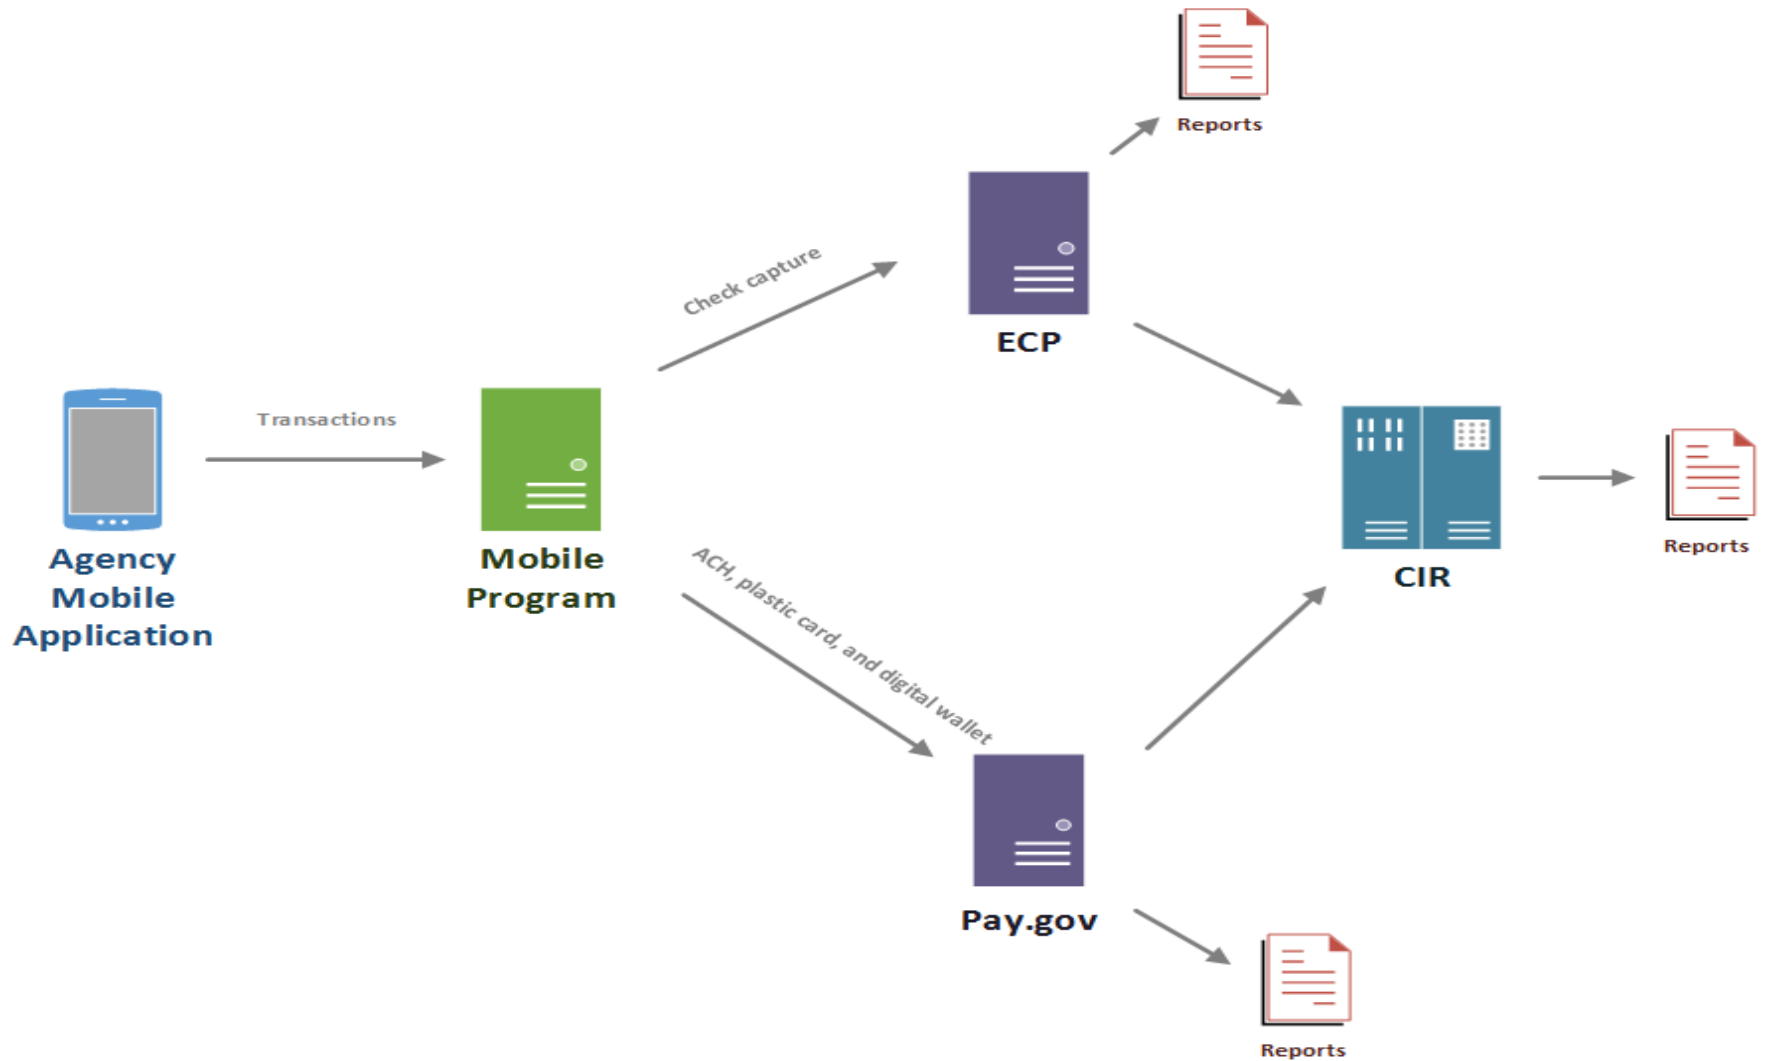 Reports
Check capture
ECP
Transactions
Agency
Mobile
Application
Mobile
Program
CIR
Reports
ACH, plastic card, and digital wallet
Pay.gov
Reports